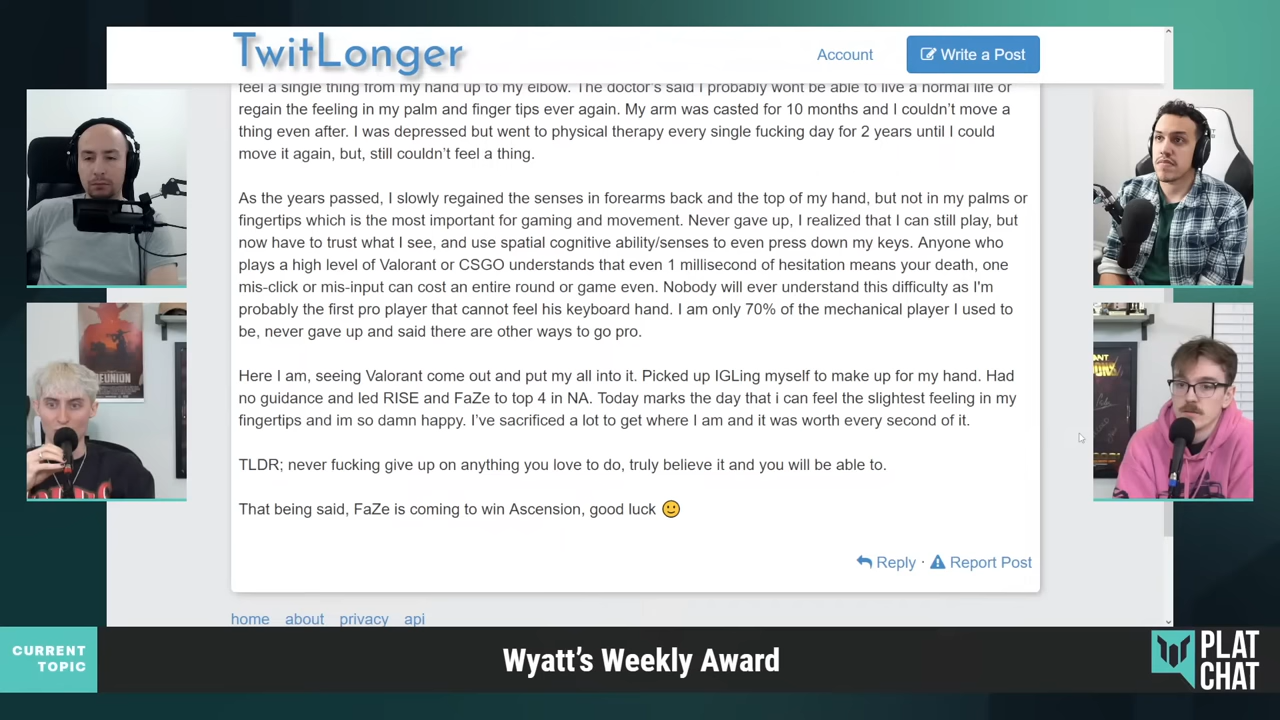 TwitLonger
Account
Write a Post
feel a single thing from my hand up to my elbow. The doctor's said I probably wont be able to live a normal life or
regain the feeling in my palm and finger tips ever again. My arm was casted for 10 months and I couldn't move a
thing even after. I was depressed but went to physical therapy every single fucking day for 2 years until I could
move it again, but, still couldn't feel a thing.
As the years passed, I slowly regained the senses in forearms back and the top of my hand, but not in my palms or
fingertips which is the most important for gaming and movement. Never gave up, I realized that I can still play, but
now have to trust what I see, and use spatial cognitive ability/senses to even press down my keys. Anyone who
plays a high level of Valorant or CSGO understands that even 1 millisecond of hesitation means your death, one
mis-click or mis-input can cost an entire round or game even. Nobody will ever understand this difficulty as I'm
probably the first pro player that cannot feel his keyboard hand. I am only 70% of the mechanical player I used to
be, never gave up and said there are other ways to go pro.
Here I am, seeing Valorant come out and put my all into it. Picked up IGLing myself to make up for my hand. Had
no guidance and led RISE and FaZe to top 4 in NA. Today marks the day that i can feel the slightest feeling in my
fingertips and im so damn happy. I've sacrificed a lot to get where I am and it was worth every second of it.
TLDR; never fucking give up on anything you love to do, truly believe it and you will be able to.
That being said, FaZe is coming to win Ascension, good luck 🙂
Reply · Report Post
home about privacy api
CURRENT
TOPIC
Wyatt's Weekly Award
PLAT
CHAT